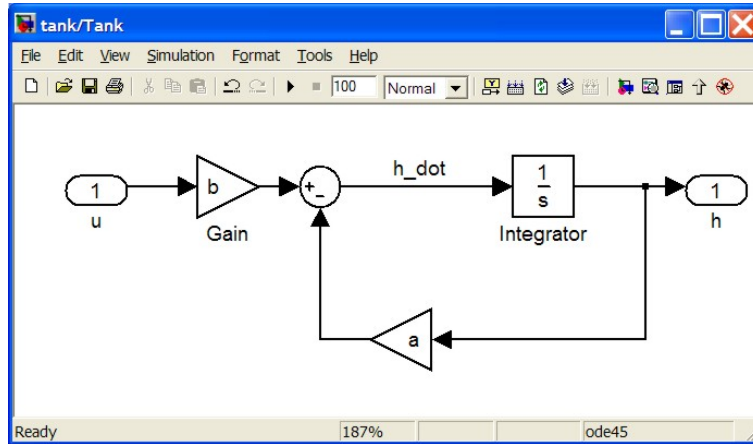 tank/Tank
File Edit View Simulation Format Tools Help
100 Normal
h_dot
1 b +- 1 s 1
u Gain Integrator h
a
Ready 187% ode45